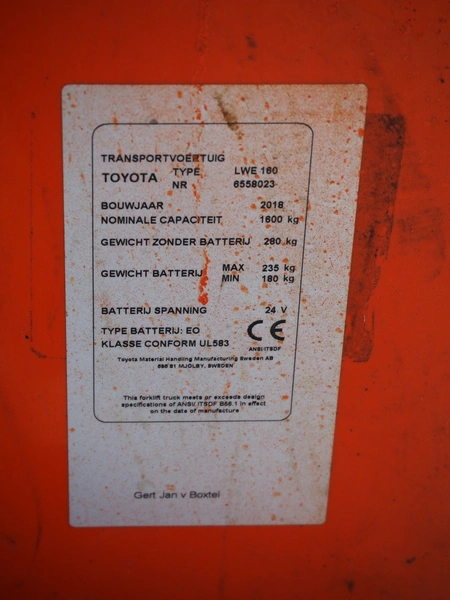 TRANSPORTVOERTUIG
TOYOTA TYPE LWE 160
NR 6558023
BOUWJAAR 2018
NOMINALE CAPACITEIT 1600 kg
GEWICHT ZONDER BATTERIJ 280 kg
GEWICHT BATTERIJ MAX 235 kg
MIN 180 kg
BATTERIJ SPANNING 24 V
TYPE BATTERIJ: EO
KLASSE CONFORM UL583
CE
ANSI/ITSDF
Toyota Material Handling Manufacturing Sweden AB
595 81 MJOLBY, SWEDEN
This forklift truck meets or exceeds design
specifications of ANSI/ ITSDF B56.1 in effect
on the date of manufacture
Gert Jan v Boxtel